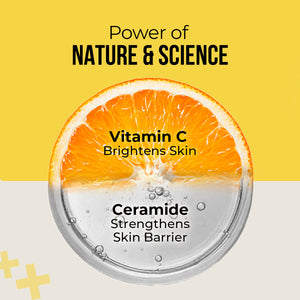 Power of
NATURE & SCIENCE
Vitamin C
Brightens Skin
Ceramide
Strengthens
Skin Barrier